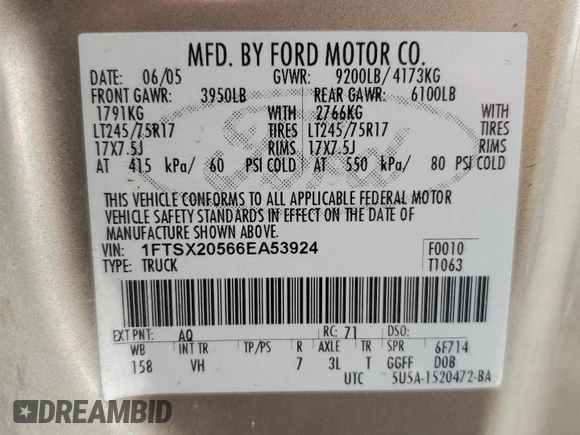 MFD. BY FORD MOTOR CO.
DATE: 06/05 GVWR: 9200LB/4173KG
FRONT GAWR: 3950LB REAR GAWR: 6100LB
1791KG WITH 2766KG WITH
LT245/75R17 TIRES LT245/75R17 TIRES
17X7.5J RIMS 17X7.5J RIMS
AT 415 kPa/ 60 PSI COLD AT 550 kPa/ 80 PSI COLD
THIS VEHICLE CONFORMS TO ALL APPLICABLE FEDERAL MOTOR
VEHICLE SAFETY STANDARDS IN EFFECT ON THE DATE OF
MANUFACTURE SHOWN ABOVE.
VIN: 1FTSX20566EA53924 F0010
TYPE: TRUCK T1063
EXT PNT: AQ RC: 71 DSO:
WB INT TR TP/PS R AXLE TR SPR 6F714
158 VH 7 3L T GGFF D0B
UTC 5U5A-1520472-BA
Ford
DREAMBID